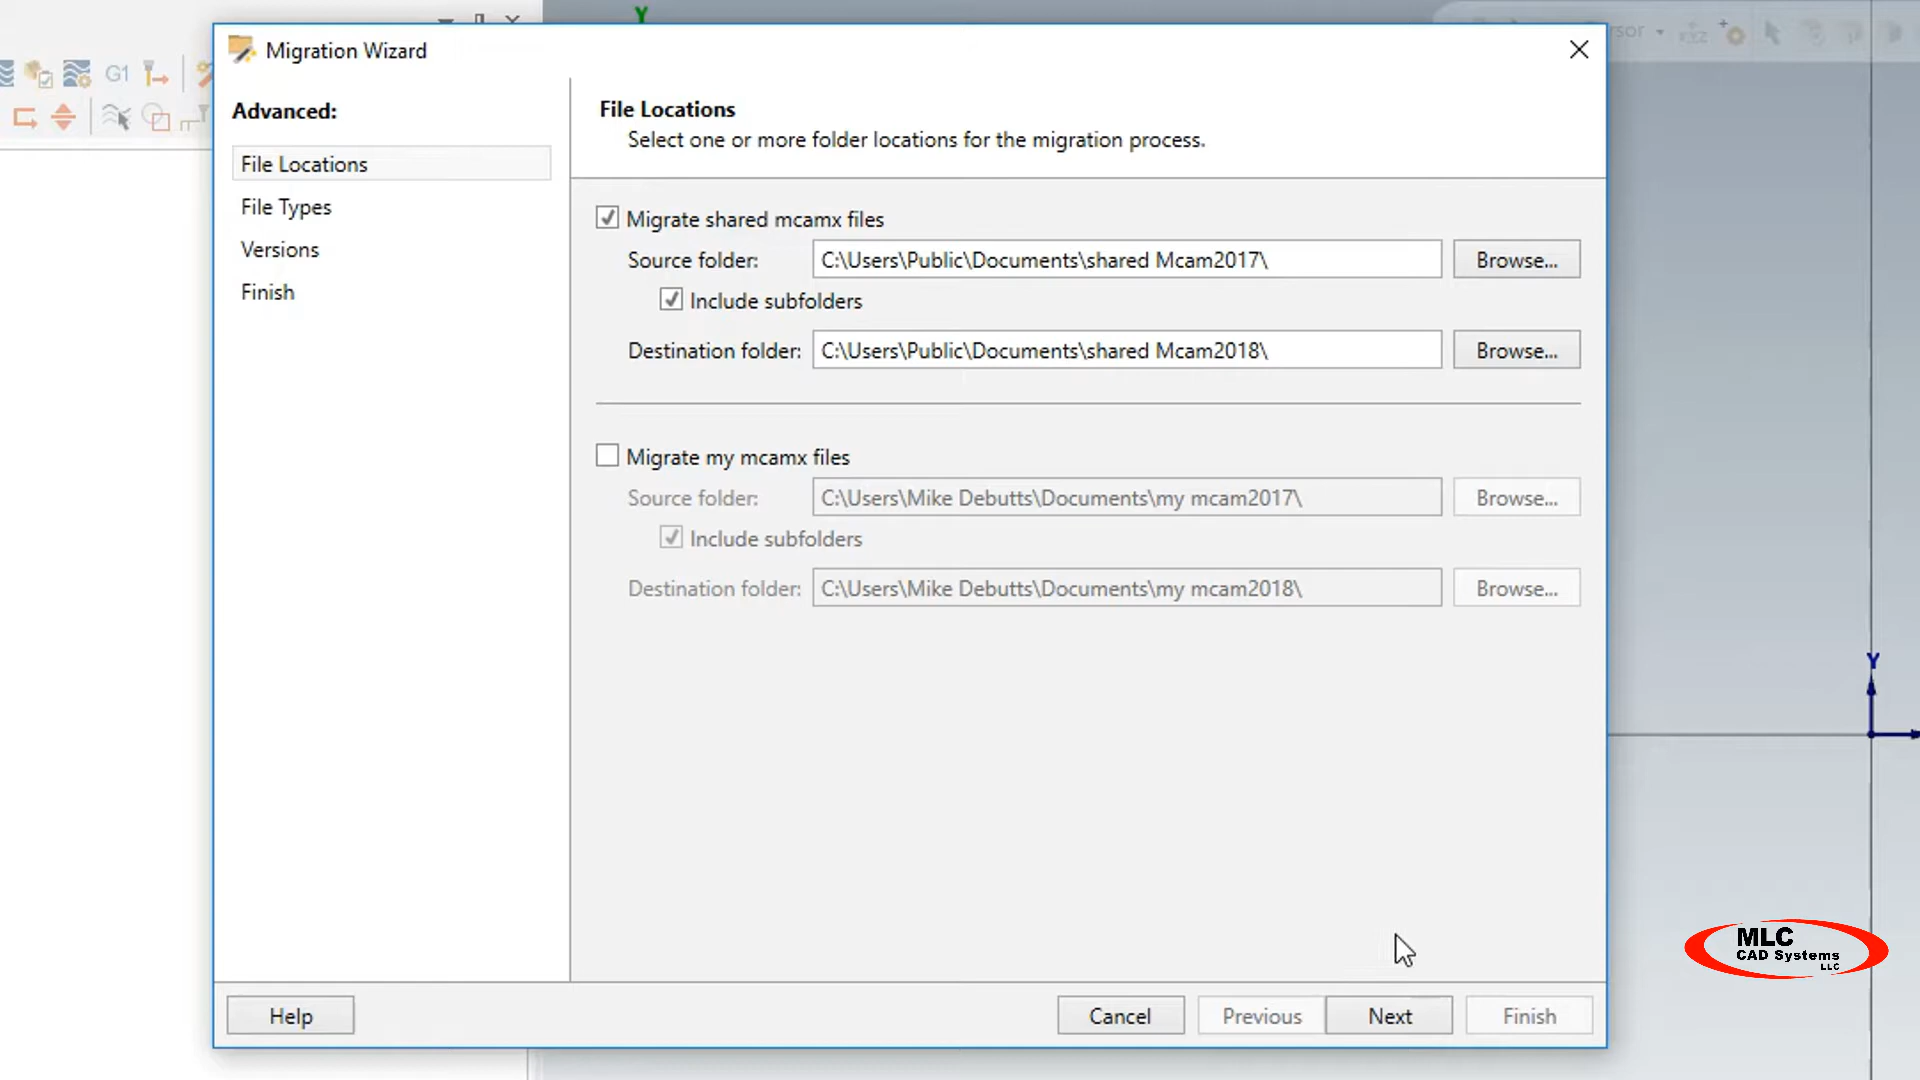 Y
G1
Migration Wizard
Advanced:
File Locations
File Types
Versions
Finish
File Locations
Select one or more folder locations for the migration process.
Migrate shared mcamx files
Source folder: C:\Users\Public\Documents\shared Mcam2017\ Browse...
Include subfolders
Destination folder: C:\Users\Public\Documents\shared Mcam2018\ Browse...
Migrate my mcamx files
Source folder: C:\Users\Mike Debutts\Documents\my mcam2017\ Browse...
Include subfolders
Destination folder: C:\Users\Mike Debutts\Documents\my mcam2018\ Browse...
Y
MLC
CAD Systems
LLC
Help Cancel Previous Next Finish